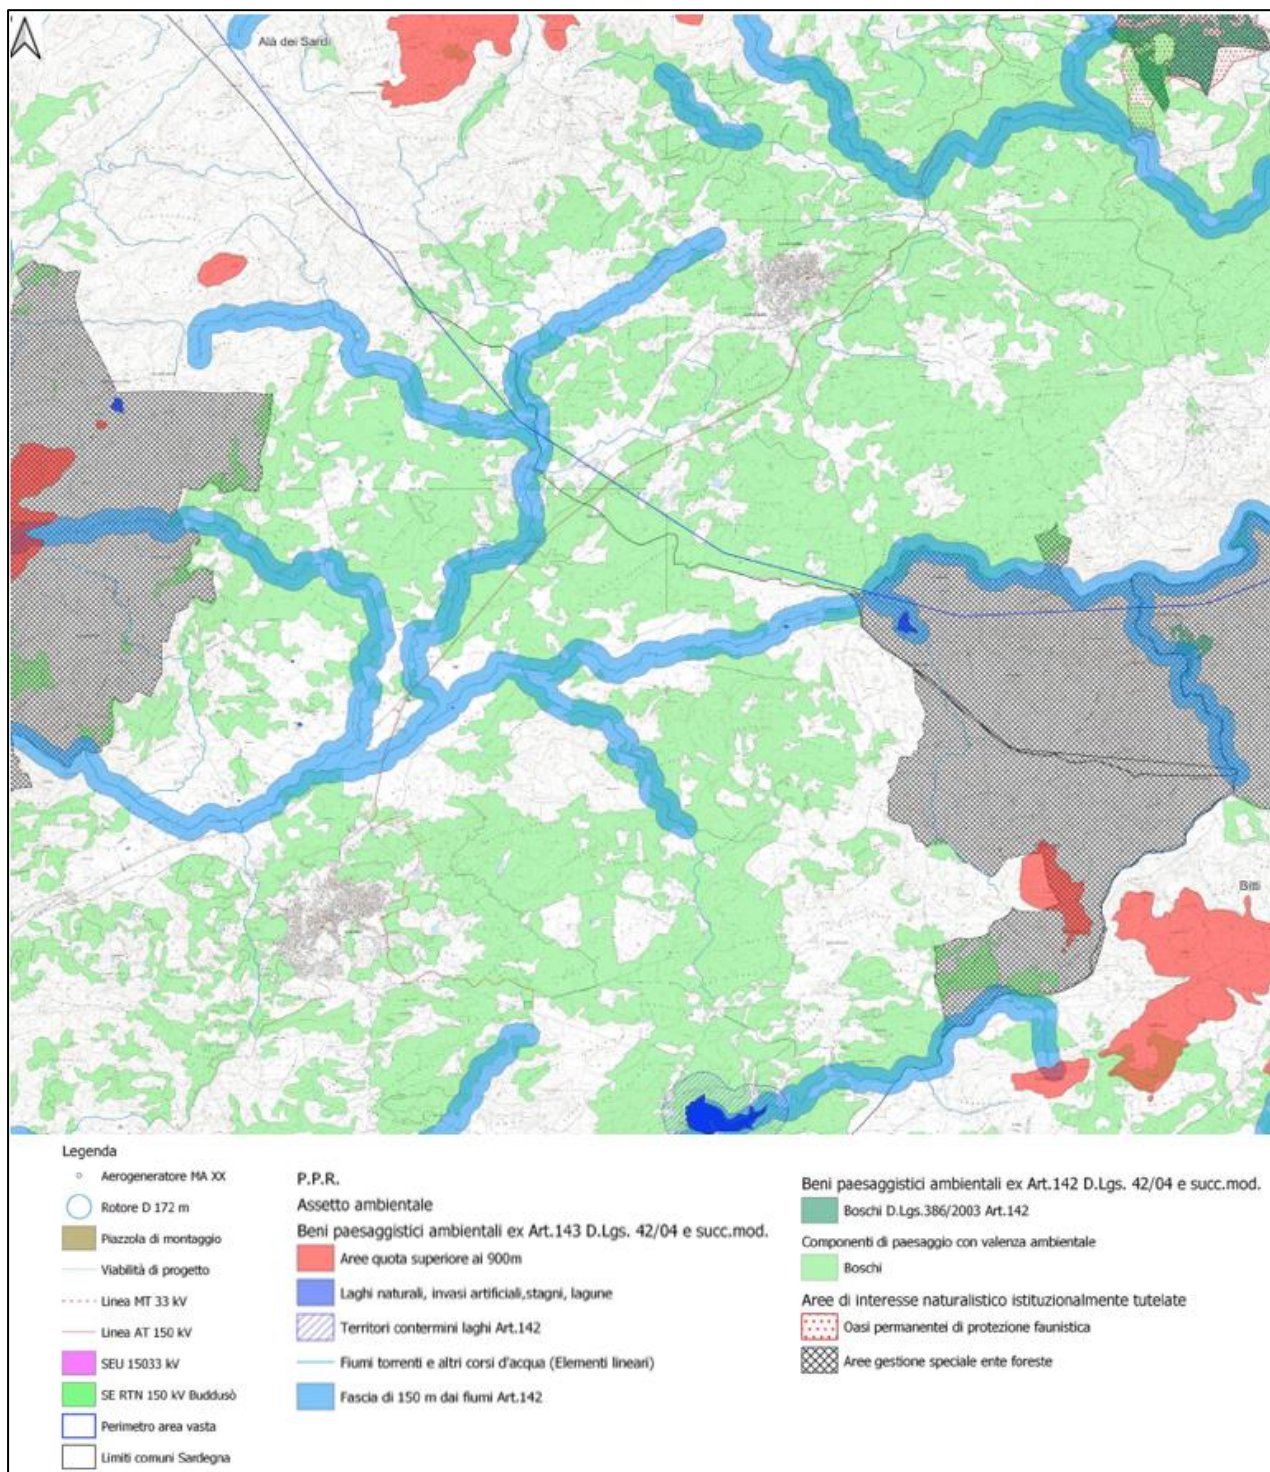 Alà dei Sardi
Bitti
Legenda
Aerogeneratore MA XX
Rotore D 172 m
Piazzola di montaggio
Viabilità di progetto
Linea MT 33 kV
Linea AT 150 kV
SEU 15033 kV
SE RTN 150 kV Buddusò
Perimetro area vasta
Limiti comuni Sardegna
P.P.R.
Assetto ambientale
Beni paesaggistici ambientali ex Art.143 D.Lgs. 42/04 e succ.mod.
Aree quota superiore ai 900m
Laghi naturali, invasi artificiali,stagni, lagune
Territori contermini laghi Art.142
Fiumi torrenti e altri corsi d'acqua (Elementi lineari)
Fascia di 150 m dai fiumi Art.142
Beni paesaggistici ambientali ex Art.142 D.Lgs. 42/04 e succ.mod.
Boschi D.Lgs.386/2003 Art.142
Componenti di paesaggio con valenza ambientale
Boschi
Aree di interesse naturalistico istituzionalmente tutelate
Oasi permanentei di protezione faunistica
Aree gestione speciale ente foreste